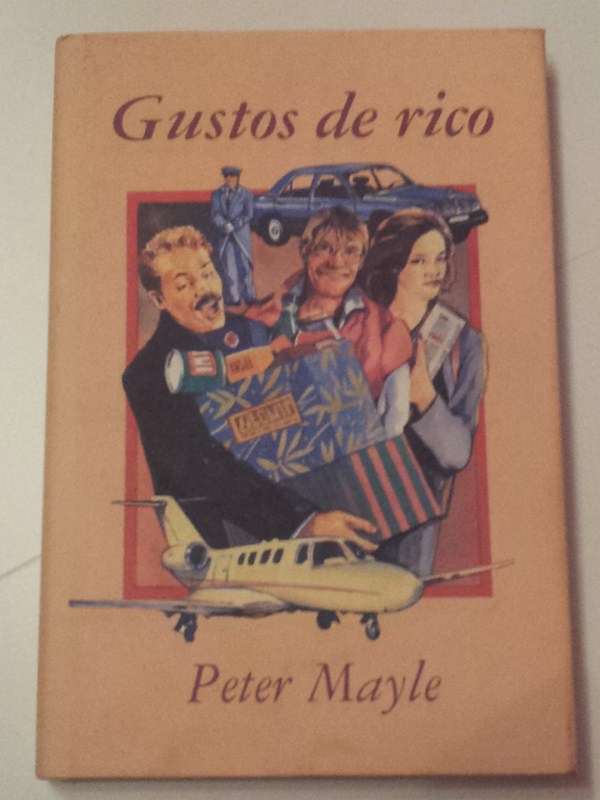 Gustos de rico
Peter Mayle